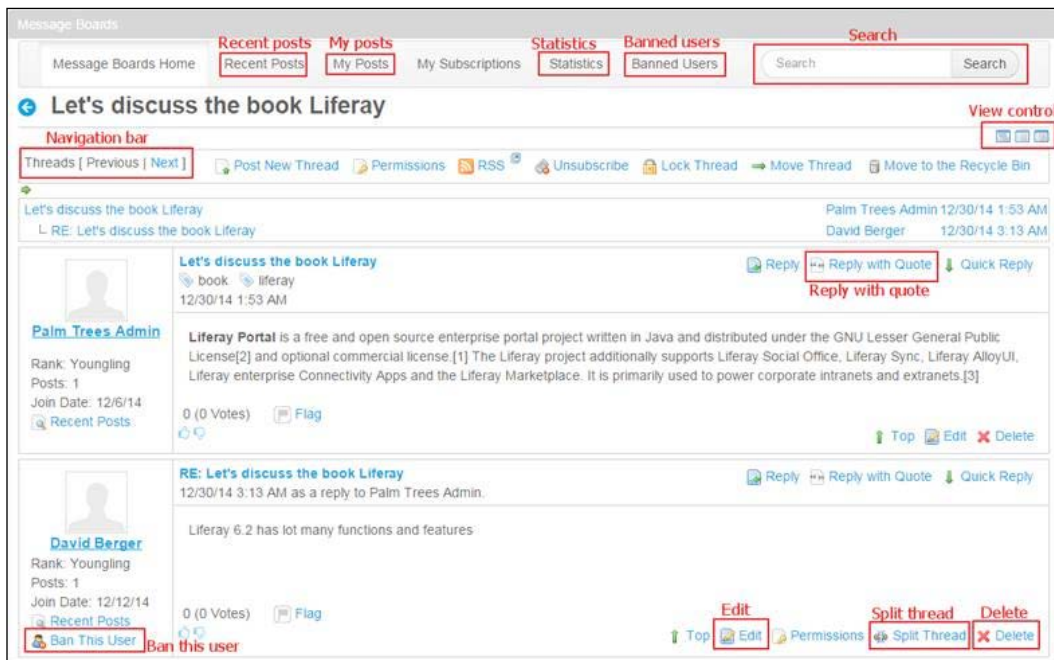 Message Boards
Recent posts My posts Statistics Banned users Search
Message Boards Home Recent Posts My Posts My Subscriptions Statistics Banned Users Search Search
Let's discuss the book Liferay
View control
Navigation bar
Threads [ Previous | Next ] Post New Thread Permissions RSS Unsubscribe Lock Thread Move Thread Move to the Recycle Bin
Let's discuss the book Liferay Palm Trees Admin 12/30/14 1:53 AM
RE: Let's discuss the book Liferay David Berger 12/30/14 3:13 AM
Let's discuss the book Liferay Reply Reply with Quote Quick Reply
book liferay
Reply with quote
12/30/14 1:53 AM
Palm Trees Admin
Rank: Youngling
Posts: 1
Join Date: 12/6/14
Recent Posts
Liferay Portal is a free and open source enterprise portal project written in Java and distributed under the GNU Lesser General Public
License[2] and optional commercial license.[1] The Liferay project additionally supports Liferay Social Office, Liferay Sync, Liferay AlloyUI,
Liferay enterprise Connectivity Apps and the Liferay Marketplace. It is primarily used to power corporate intranets and extranets.[3]
0 (0 Votes) Flag
Top Edit Delete
RE: Let's discuss the book Liferay Reply Reply with Quote Quick Reply
12/30/14 3:13 AM as a reply to Palm Trees Admin.
Liferay 6.2 has lot many functions and features
David Berger
Rank: Youngling
Posts: 1
Join Date: 12/12/14
Recent Posts
Ban This User Ban this user
0 (0 Votes) Flag
Edit Split thread Delete
Top Edit Permissions Split Thread Delete